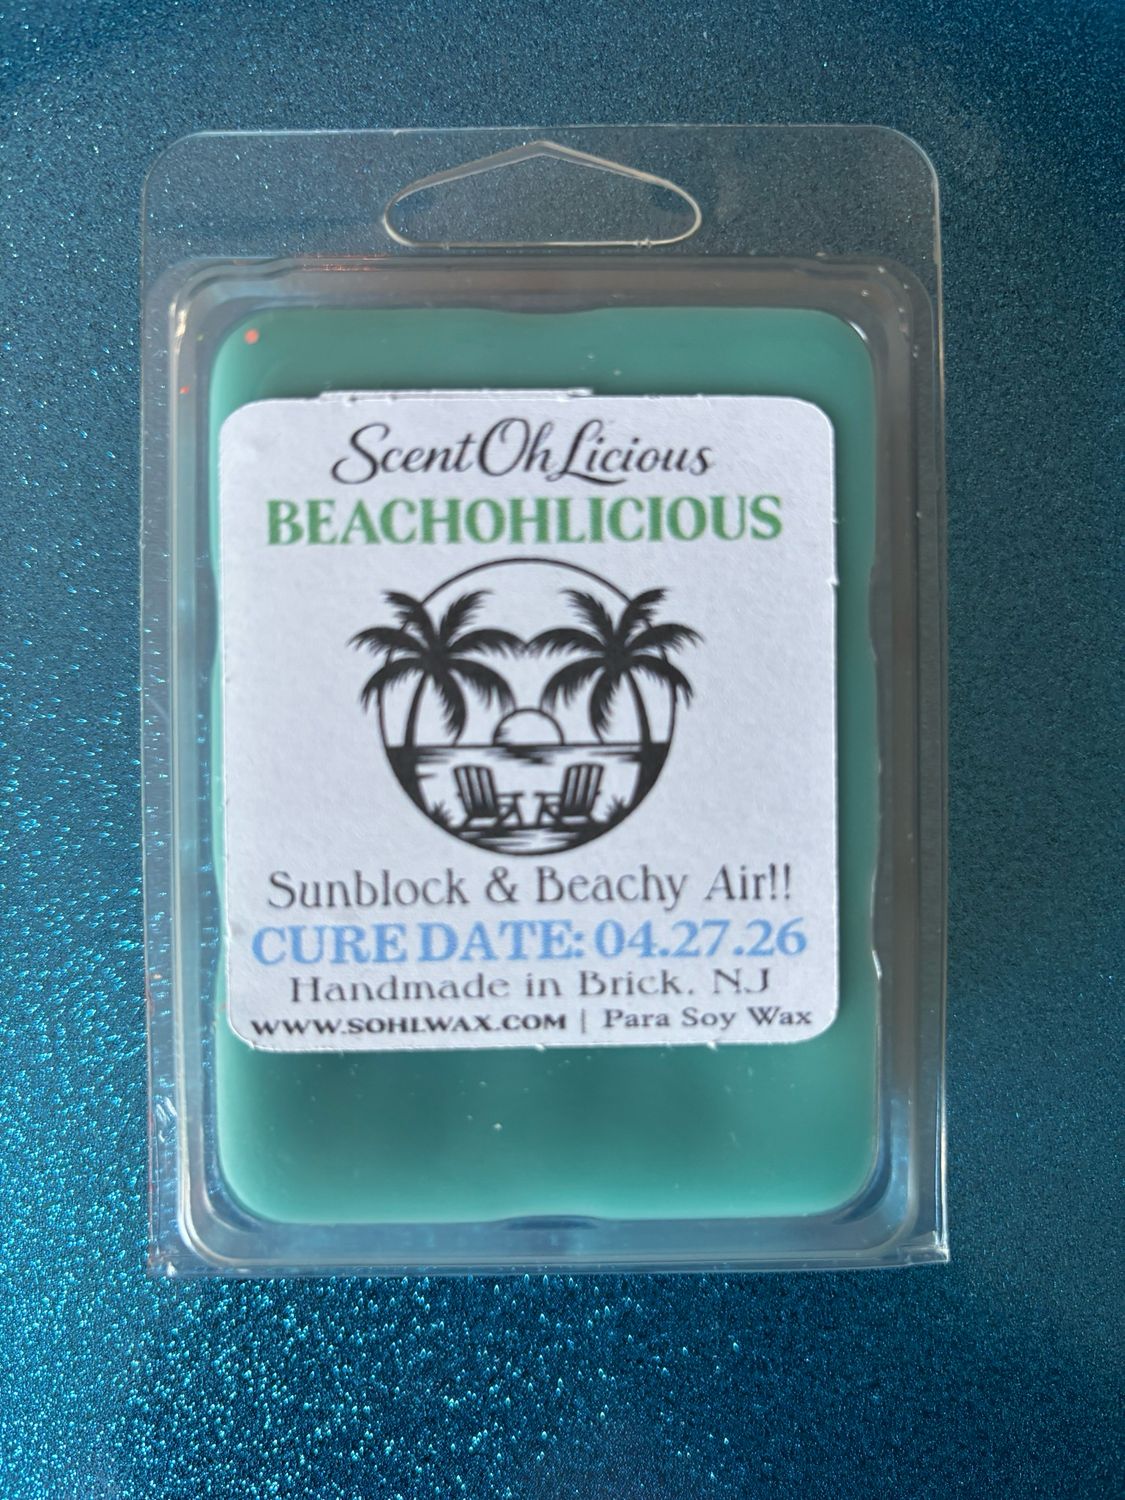 ScentOhLicious
BEACHOHLICIOUS
Sunblock & Beachy Air!!
CURE DATE: 04.27.26
Handmade in Brick, NJ
WWW.SOHLWAX.COM | Para Soy Wax